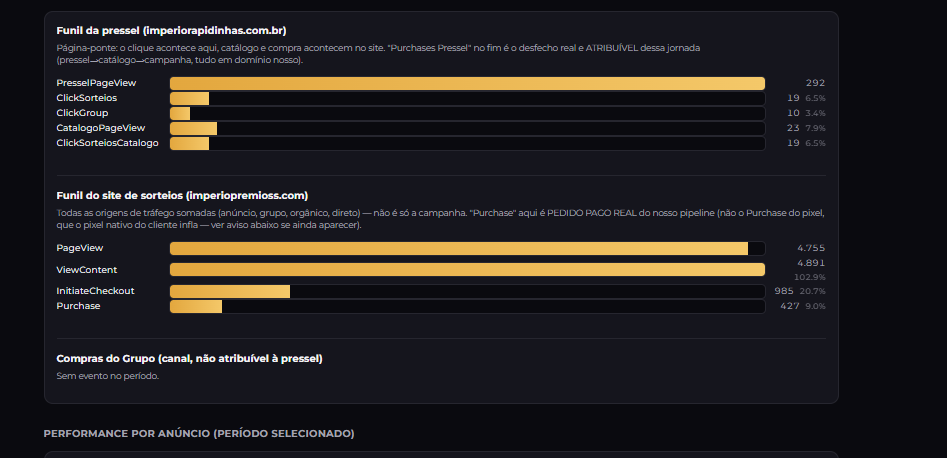 Funil da pressel (imperiorapidinhas.com.br)
Página-ponte: o clique acontece aqui, catálogo e compra acontecem no site. "Purchases Pressel" no fim é o desfecho real e ATRIBUÍVEL dessa jornada
(pressel→catálogo→campanha, tudo em domínio nosso).
PresselPageView 292
ClickSorteios 19 6.5%
ClickGroup 10 3.4%
CatalogoPageView 23 7.9%
ClickSorteiosCatalogo 19 6.5%
Funil do site de sorteios (imperiopremioss.com)
Todas as origens de tráfego somadas (anúncio, grupo, orgânico, direto) — não é só a campanha. "Purchase" aqui é PEDIDO PAGO REAL do nosso pipeline (não o Purchase do pixel,
que o pixel nativo do cliente infla — ver aviso abaixo se ainda aparecer).
PageView 4.755
ViewContent 4.891
102.9%
InitiateCheckout 985 20.7%
Purchase 427 9.0%
Compras do Grupo (canal, não atribuível à pressel)
Sem evento no período.
PERFORMANCE POR ANÚNCIO (PERÍODO SELECIONADO)